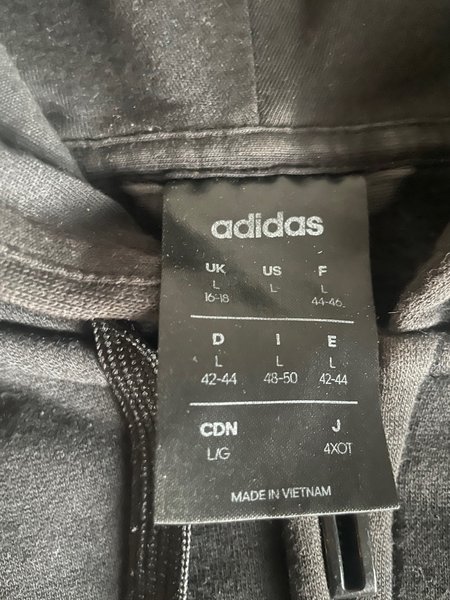 adidas
UK US F
L L L
16-18 44-46
D I E
L L L
42-44 48-50 42-44
CDN J
L/G 4XOT
MADE IN VIETNAM